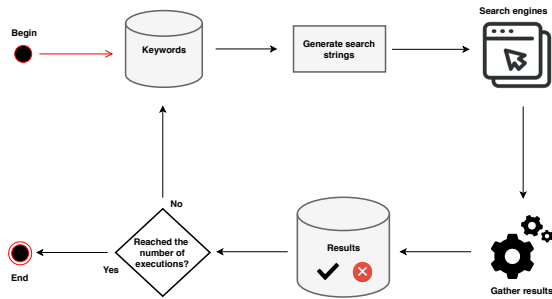 Search engines
Begin
Keywords
Generate search
strings
No
Reached the
number of
executions?
Yes
End
Results
Gather results